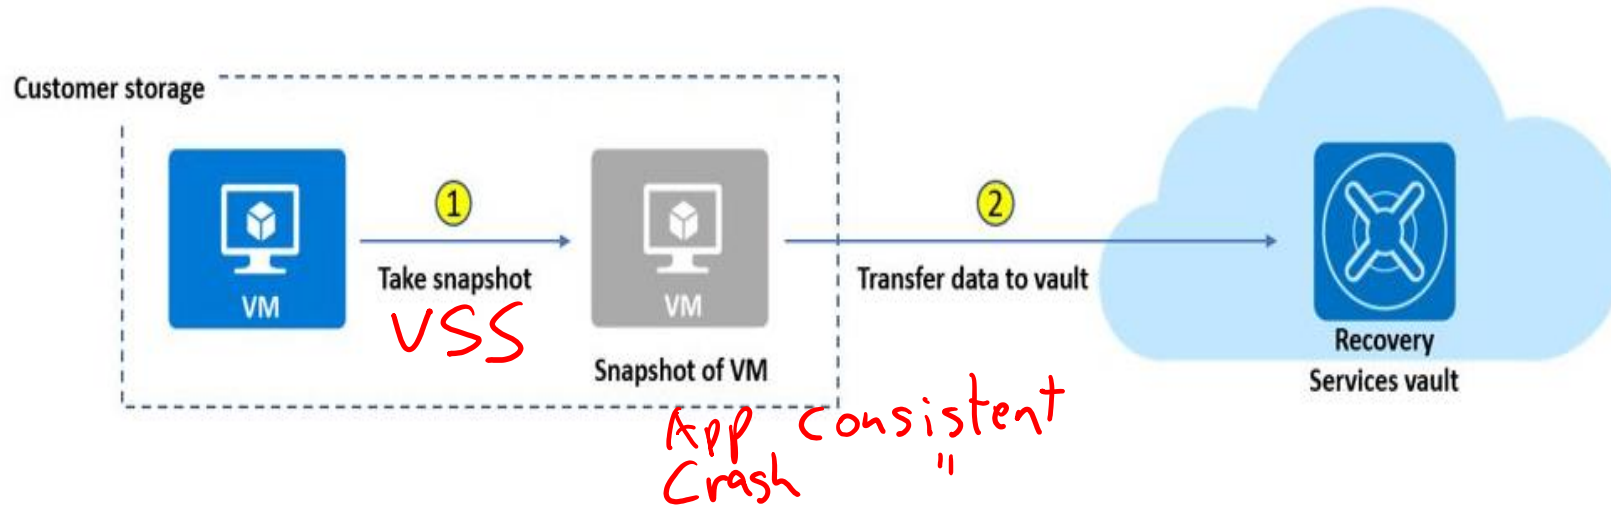 Customer storage
1
2
Take snapshot
VM
VSS
VM
Snapshot of VM
Transfer data to vault
Recovery
Services vault
App Consistent
Crash "